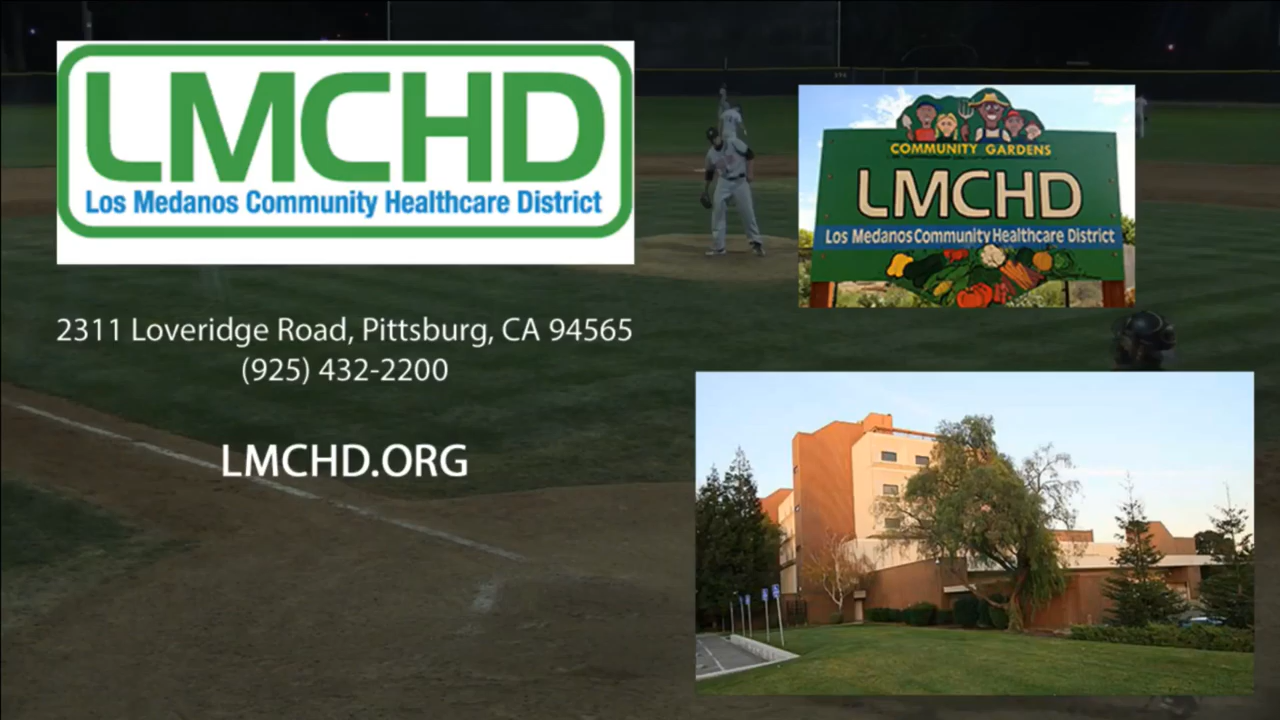 LMCHD
Los Medanos Community Healthcare District
2311 Loveridge Road, Pittsburg, CA 94565
(925) 432-2200
LMCHD.ORG
COMMUNITY GARDENS
LMCHD
Los Medanos Community Healthcare District